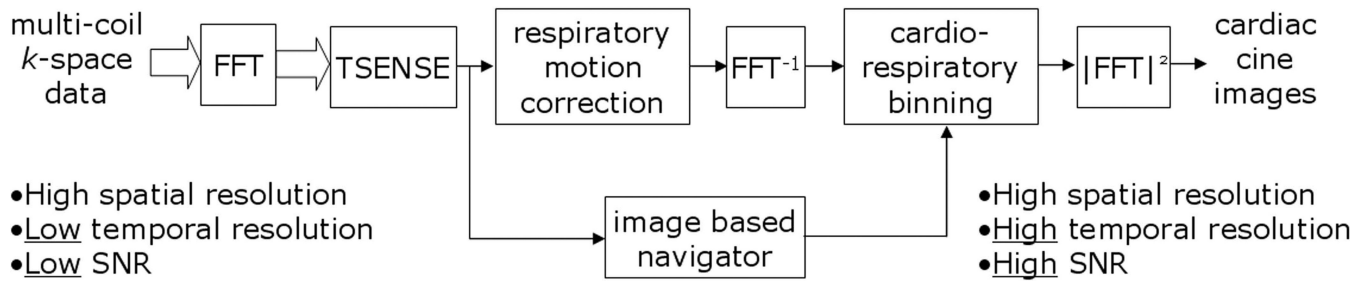 multi-coil
k-space
data
FFT
TSENSE
respiratory
motion
correction
FFT⁻¹
cardio-
respiratory
binning
|FFT|²
cardiac
cine
images
•High spatial resolution
•Low temporal resolution
•Low SNR
image based
navigator
•High spatial resolution
•High temporal resolution
•High SNR